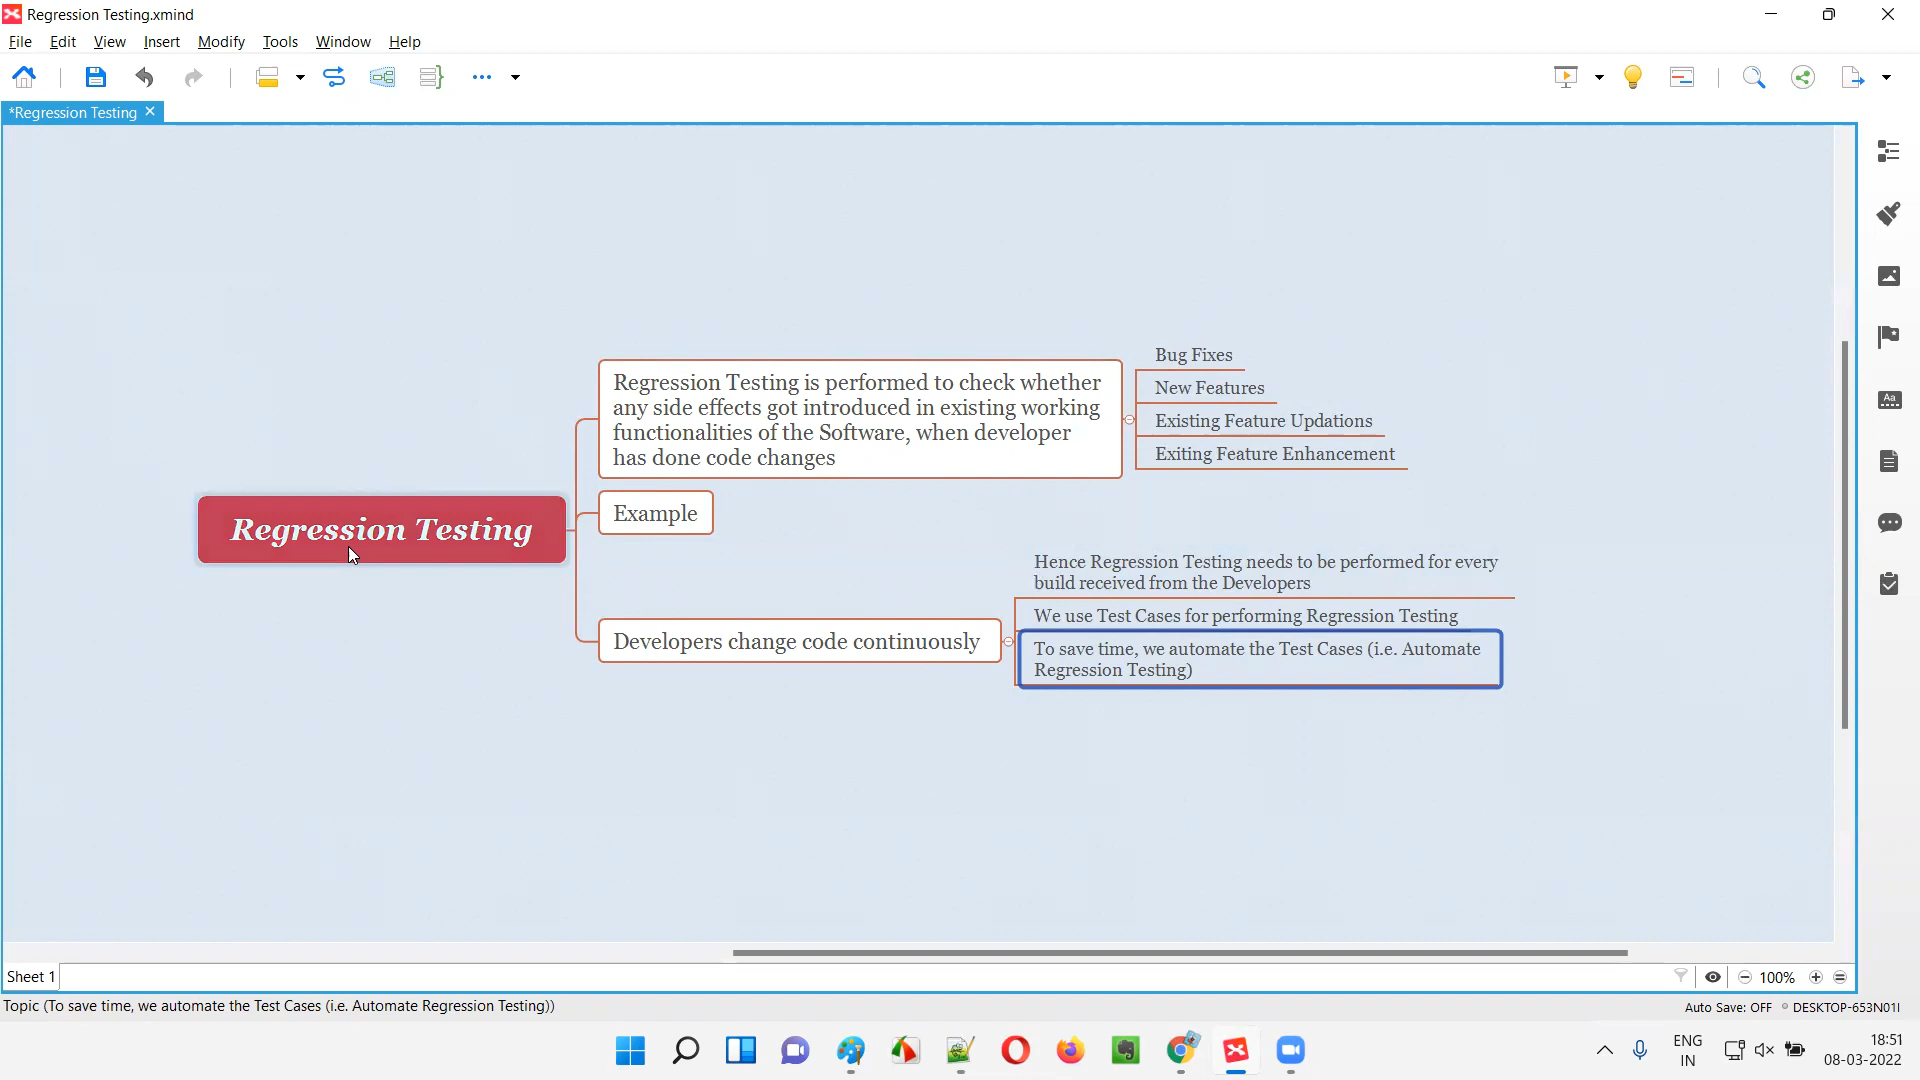 Regression Testing.xmind
File Edit View Insert Modify Tools Window Help
*Regression Testing
Regression Testing is performed to check whether
any side effects got introduced in existing working
functionalities of the Software, when developer
has done code changes
Bug Fixes
New Features
Existing Feature Updations
Exiting Feature Enhancement
Regression Testing
Example
Developers change code continuously
Hence Regression Testing needs to be performed for every
build received from the Developers
We use Test Cases for performing Regression Testing
To save time, we automate the Test Cases (i.e. Automate
Regression Testing)
Aa
Sheet 1
100%
Topic (To save time, we automate the Test Cases (i.e. Automate Regression Testing))
Auto Save: OFF
DESKTOP-653N01I
ENG
IN
18:51
08-03-2022